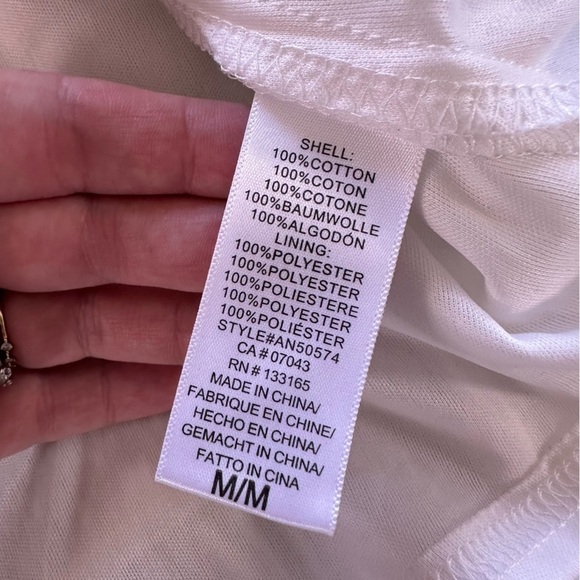 SHELL:
100%COTTON
100%COTON
100%COTONE
100%BAUMWOLLE
100%ALGODÓN
LINING:
100%POLYESTER
100%POLYESTER
100%POLIESTERE
100%POLYESTER
100%POLIÉSTER
STYLE#AN50574
CA#07043
RN# 133165
MADE IN CHINA/
FABRIQUE EN CHINE/
HECHO EN CHINA/
GEMACHT IN CHINA/
FATTO IN CINA
M/M